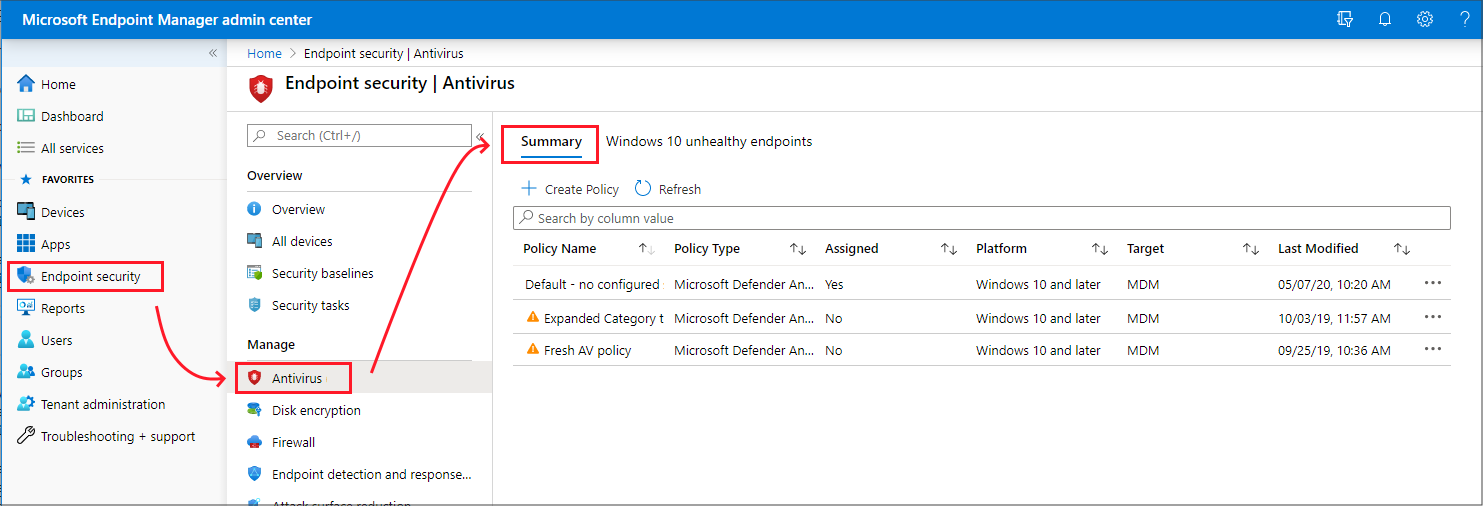 Microsoft Endpoint Manager admin center
Home > Endpoint security | Antivirus
Endpoint security | Antivirus
Home
Dashboard
All services
FAVORITES
Devices
Apps
Endpoint security
Reports
Users
Groups
Tenant administration
Troubleshooting + support
Search (Ctrl+/)
Overview
Overview
All devices
Security baselines
Security tasks
Manage
Antivirus
Disk encryption
Firewall
Endpoint detection and response...
Attack surface reduction
Summary Windows 10 unhealthy endpoints
Create Policy Refresh
Search by column value
Policy Name Policy Type Assigned Platform Target Last Modified
Default - no configured Microsoft Defender An... Yes Windows 10 and later MDM 05/07/20, 10:20 AM
Expanded Category t Microsoft Defender An... No Windows 10 and later MDM 10/03/19, 11:57 AM
Fresh AV policy Microsoft Defender An... No Windows 10 and later MDM 09/25/19, 10:36 AM